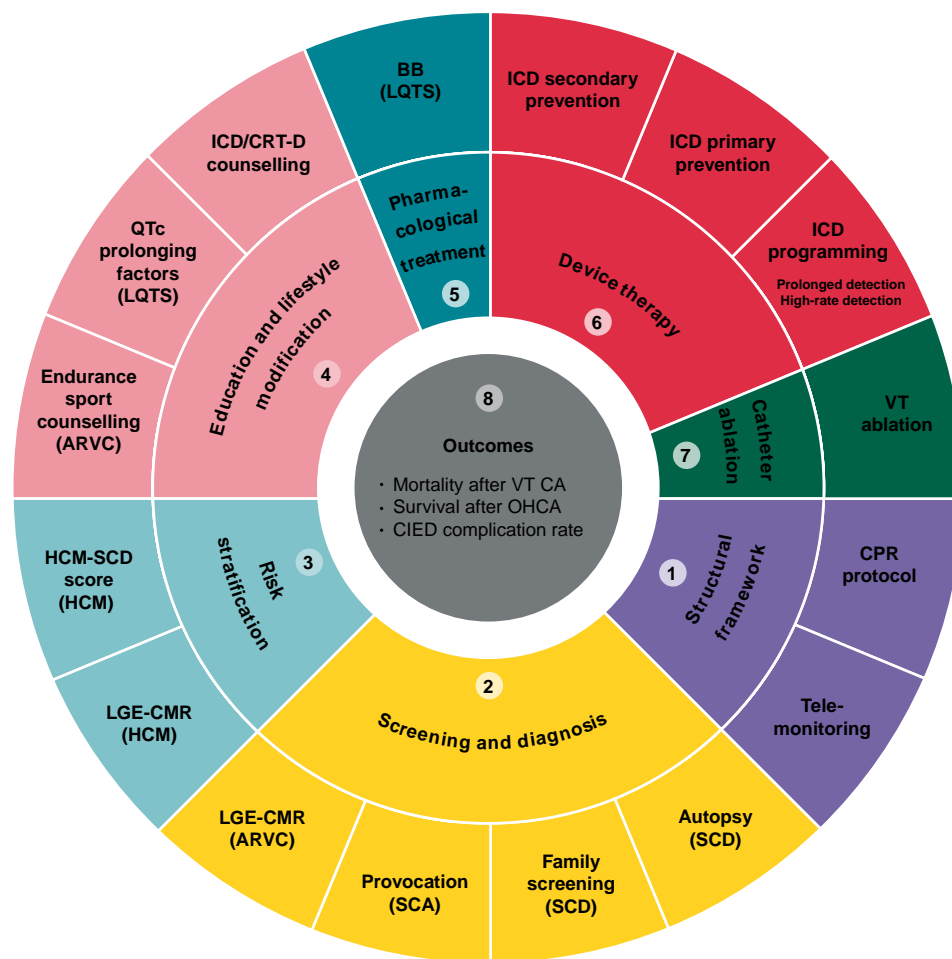 BB
(LQTS)
ICD secondary
prevention
ICD/CRT-D
counselling
ICD primary
prevention
QTc
prolonging
factors
(LQTS)
ICD
programming
Prolonged detection
High-rate detection
Pharma-
cological
treatment
5
Device therapy
6
Education and lifestyle
modification
4
Endurance
sport
counselling
(ARVC)
VT
ablation
Catheter
ablation
7
8
Outcomes
· Mortality after VT CA
· Survival after OHCA
· CIED complication rate
HCM-SCD
score
(HCM)
Risk
stratification
3
1
Structural
framework
CPR
protocol
LGE-CMR
(HCM)
2
Screening and diagnosis
Tele-
monitoring
LGE-CMR
(ARVC)
Provocation
(SCA)
Family
screening
(SCD)
Autopsy
(SCD)